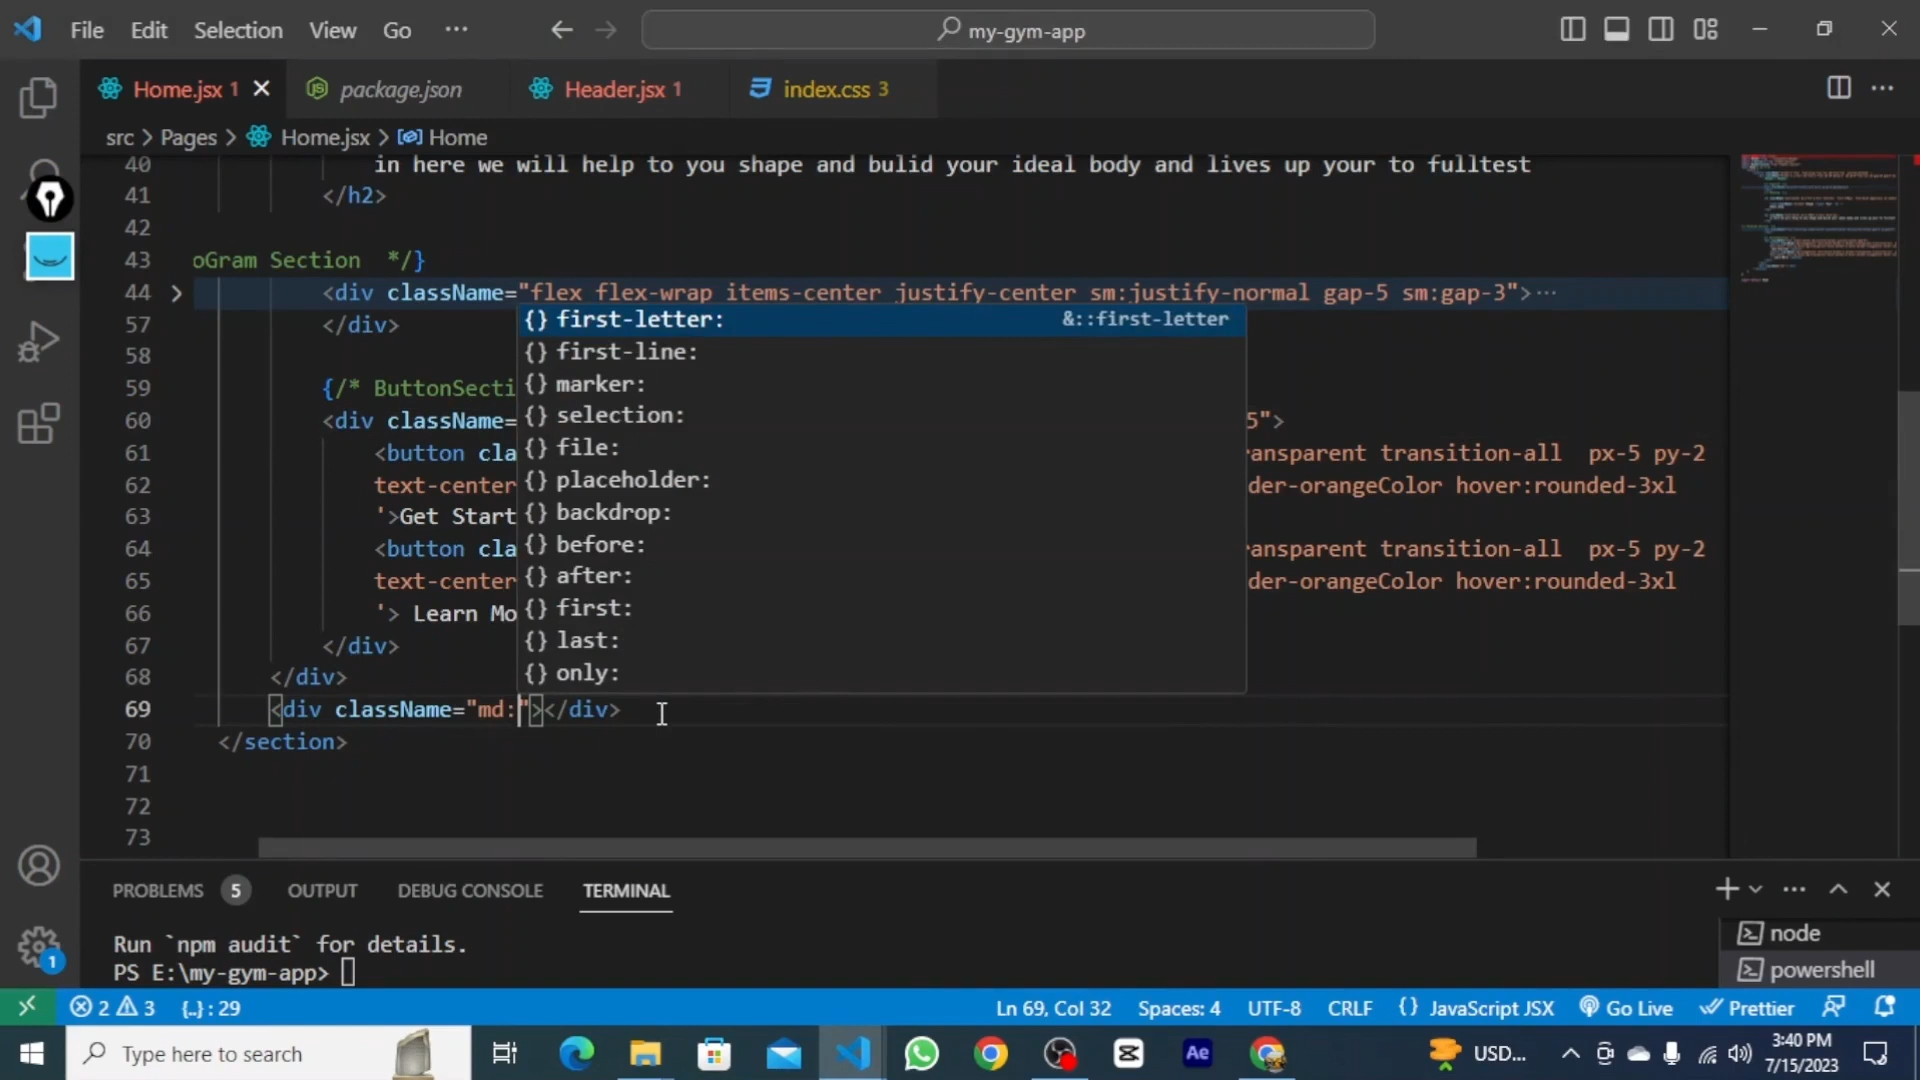 File Edit Selection View Go ··· my-gym-app
Home.jsx 1 package.json Header.jsx 1 index.css 3
src > Pages > Home.jsx > Home
40 in here we will help to you shape and bulid your ideal body and lives up your to fulltest
41 </h2>
42
43 oGram Section */}
44 <div className="flex flex-wrap items-center justify-center sm:justify-normal gap-5 sm:gap-3">···
{} first-letter: &::first-letter
57 </div>
{} first-line:
58
{} marker:
59 {/* ButtonSecti
{} selection:
60 <div className= 5">
{} file:
61 <button cla ransparent transition-all px-5 py-2
{} placeholder:
62 text-center der-orangeColor hover:rounded-3xl
{} backdrop:
63 '>Get Start
{} before:
64 <button cla ransparent transition-all px-5 py-2
{} after:
65 text-center der-orangeColor hover:rounded-3xl
{} first:
66 '> Learn Mo
{} last:
67 </div>
{} only:
68 </div>
69 <div className="md:"></div>
70 </section>
71
72
73
PROBLEMS 5 OUTPUT DEBUG CONSOLE TERMINAL
Run `npm audit` for details.
PS E:\my-gym-app>
node
powershell
1
2 3 {..} : 29 Ln 69, Col 32 Spaces: 4 UTF-8 CRLF {} JavaScript JSX Go Live Prettier
Type here to search Ae USD... 3:40 PM
7/15/2023